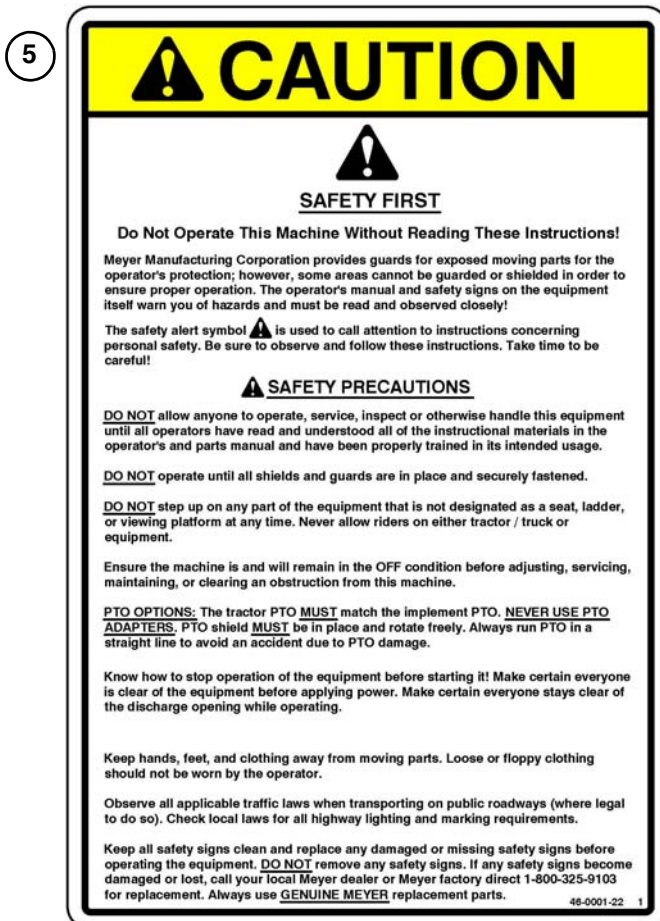 5
CAUTION
SAFETY FIRST
Do Not Operate This Machine Without Reading These Instructions!
Meyer Manufacturing Corporation provides guards for exposed moving parts for the
operator's protection; however, some areas cannot be guarded or shielded in order to
ensure proper operation. The operator's manual and safety signs on the equipment
itself warn you of hazards and must be read and observed closely!
The safety alert symbol is used to call attention to instructions concerning
personal safety. Be sure to observe and follow these instructions. Take time to be
careful!
SAFETY PRECAUTIONS
DO NOT allow anyone to operate, service, inspect or otherwise handle this equipment
until all operators have read and understood all of the instructional materials in the
operator's and parts manual and have been properly trained in its intended usage.
DO NOT operate until all shields and guards are in place and securely fastened.
DO NOT step up on any part of the equipment that is not designated as a seat, ladder,
or viewing platform at any time. Never allow riders on either tractor / truck or
equipment.
Ensure the machine is and will remain in the OFF condition before adjusting, servicing,
maintaining, or clearing an obstruction from this machine.
PTO OPTIONS: The tractor PTO MUST match the implement PTO. NEVER USE PTO
ADAPTERS. PTO shield MUST be in place and rotate freely. Always run PTO in a
straight line to avoid an accident due to PTO damage.
Know how to stop operation of the equipment before starting it! Make certain everyone
is clear of the equipment before applying power. Make certain everyone stays clear of
the discharge opening while operating.
Keep hands, feet, and clothing away from moving parts. Loose or floppy clothing
should not be worn by the operator.
Observe all applicable traffic laws when transporting on public roadways (where legal
to do so). Check local laws for all highway lighting and marking requirements.
Keep all safety signs clean and replace any damaged or missing safety signs before
operating the equipment. DO NOT remove any safety signs. If any safety signs become
damaged or lost, call your local Meyer dealer or Meyer factory direct 1-800-325-9103
for replacement. Always use GENUINE MEYER replacement parts.
46-0001-22 1